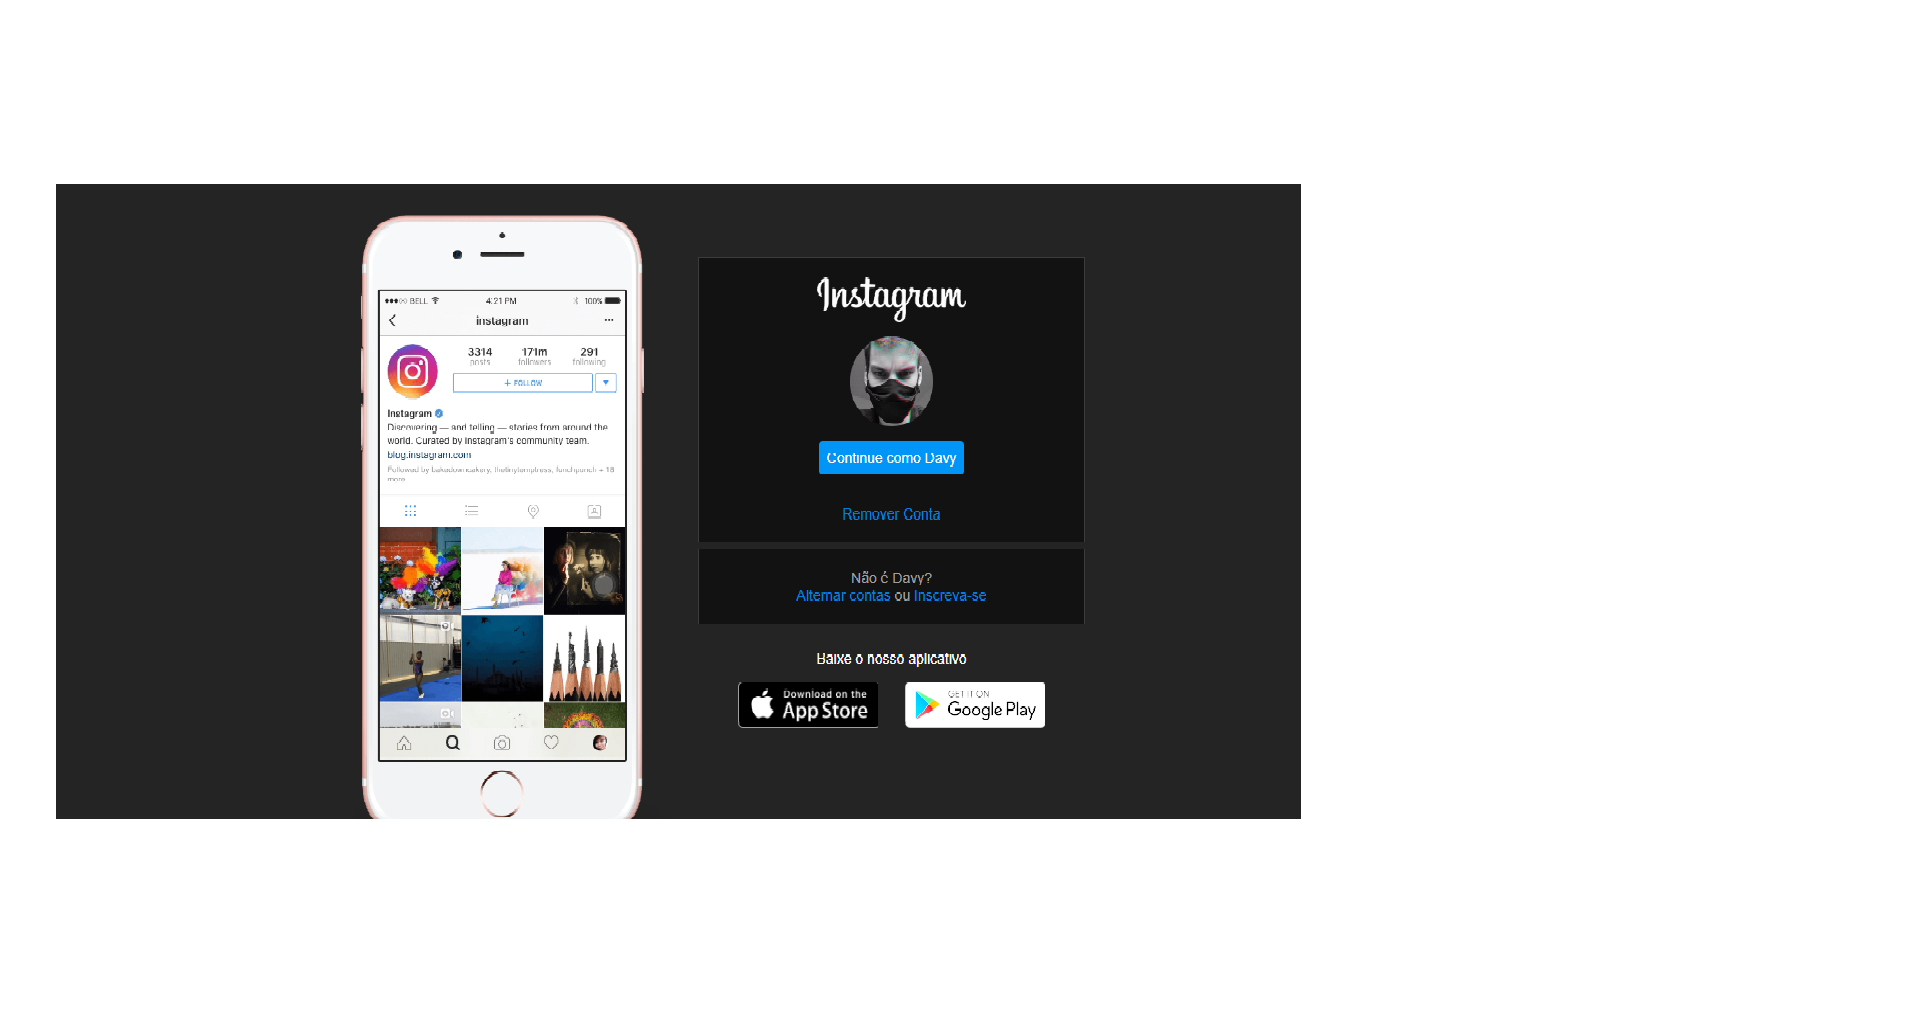 BELL
4:21 PM
100%
instagram
3314
171m
291
posts
followers
following
+ FOLLOW
Instagram
Discovering — and telling — stories from around the
world. Curated by Instagram's community team.
blog.instagram.com
Followed by bakedowncakery, thetinytemptress, lunchpunch + 18
more
Instagram
Continue como Davy
Remover Conta
Não é Davy?
Alternar contas ou Inscreva-se
Baixe o nosso aplicativo
Download on the
App Store
GET IT ON
Google Play